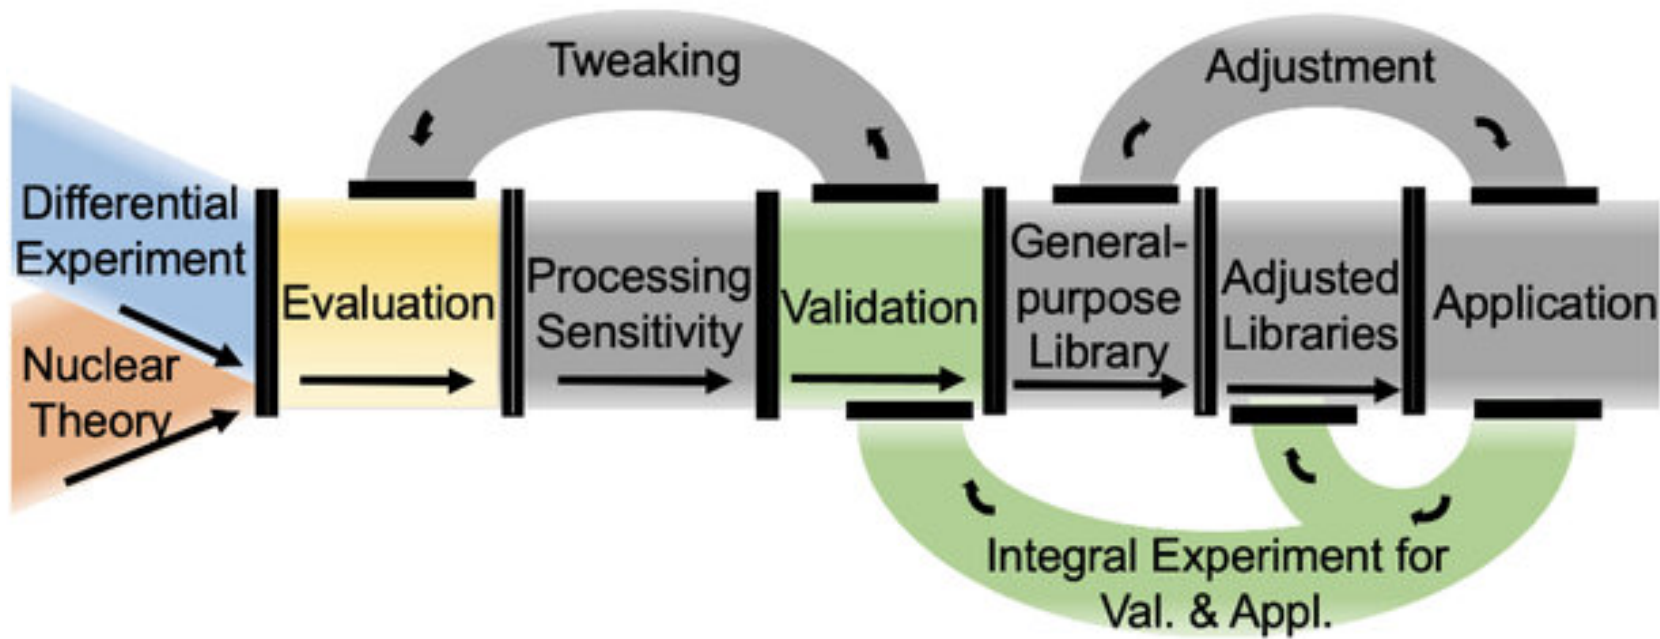 Tweaking
Adjustment
Differential
Experiment
Nuclear
Theory
Evaluation
Processing
Sensitivity
Validation
General-
purpose
Library
Adjusted
Libraries
Application
Integral Experiment for
Val. & Appl.